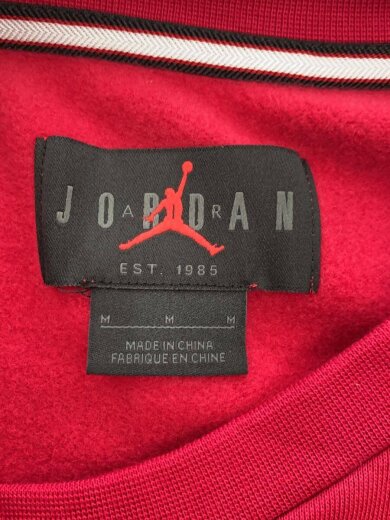 JORDAN
AIR
EST. 1985
M M M
MADE IN CHINA
FABRIQUE EN CHINE